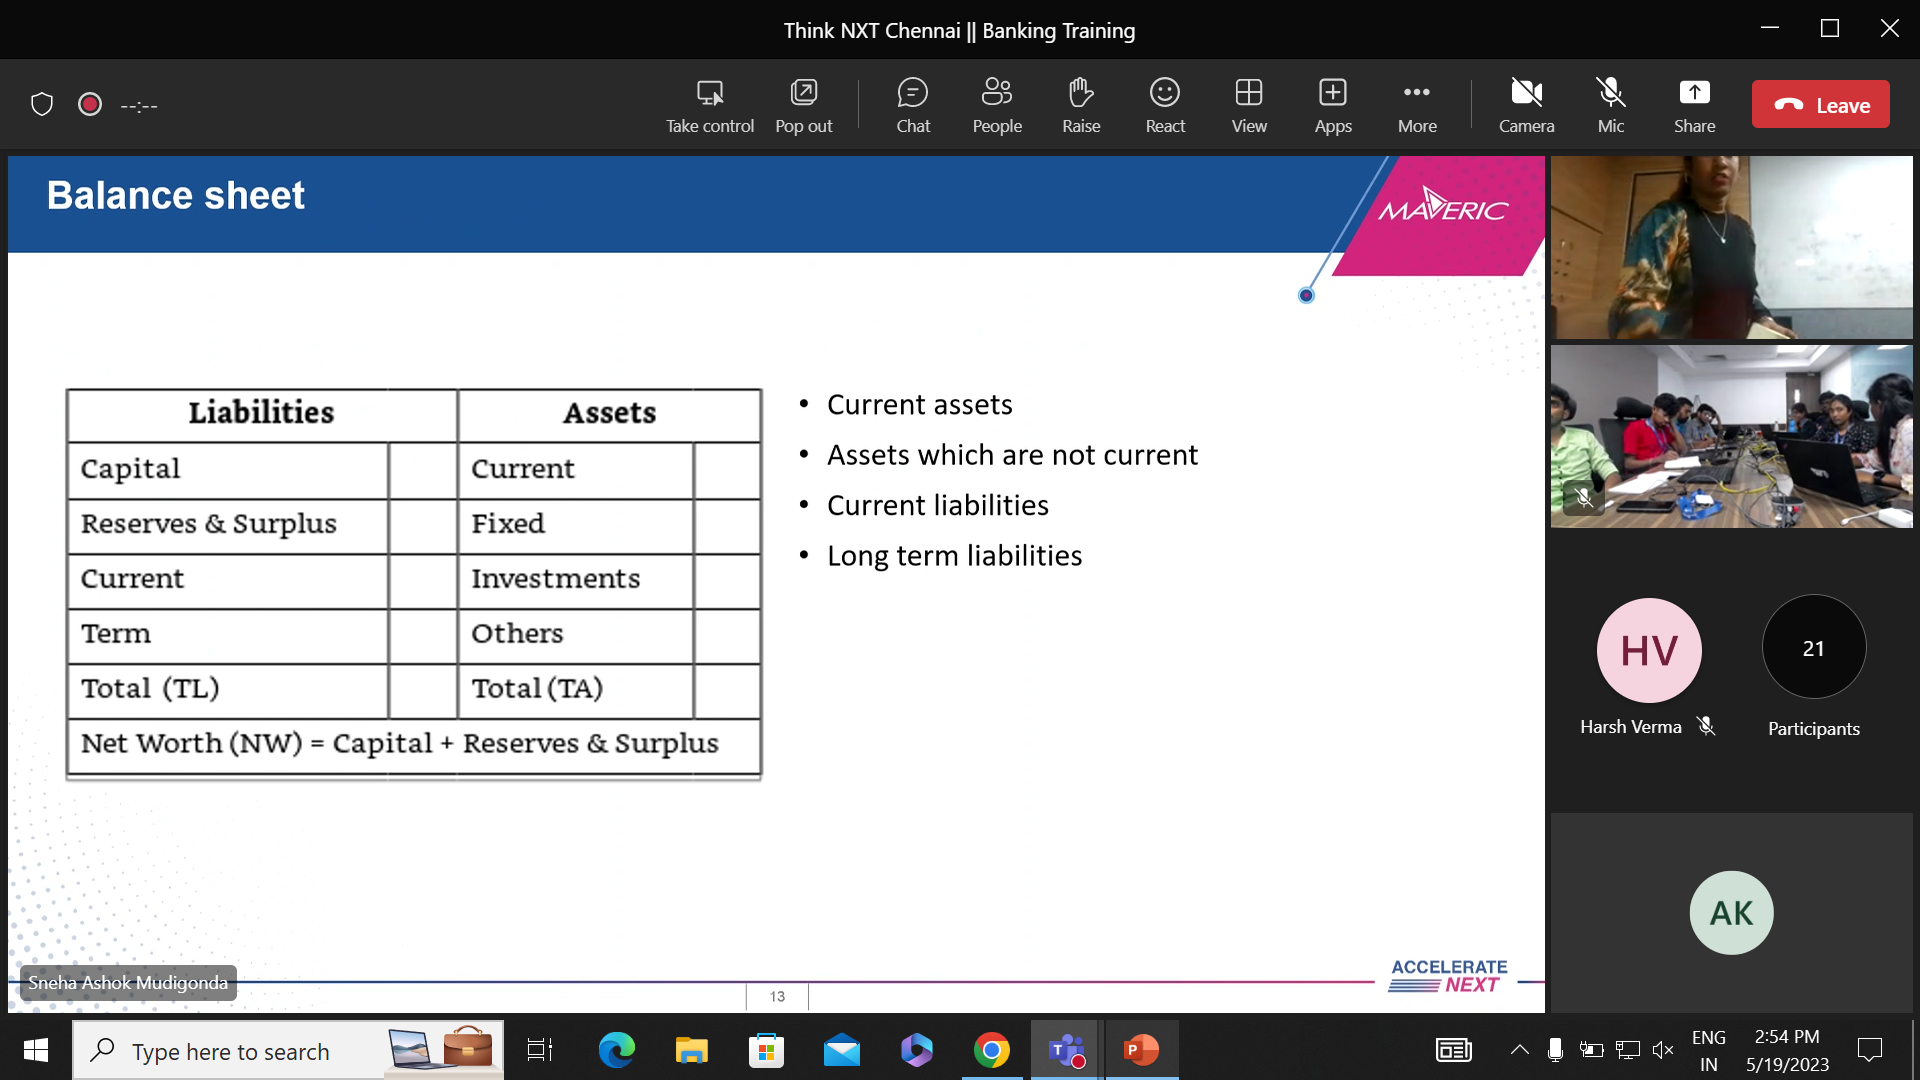 Think NXT Chennai || Banking Training
--:--
Take control
Pop out
Chat
People
Raise
React
View
Apps
More
Camera
Mic
Share
Leave
Balance sheet
MAVERIC
Liabilities Assets
Capital Current
Reserves & Surplus Fixed
Current Investments
Term Others
Total (TL) Total (TA)
Net Worth (NW) = Capital + Reserves & Surplus
• Current assets
• Assets which are not current
• Current liabilities
• Long term liabilities
HV
Harsh Verma
21
Participants
AK
Sneha Ashok Mudigonda
13
ACCELERATE
NEXT
Type here to search
ENG
IN
2:54 PM
5/19/2023